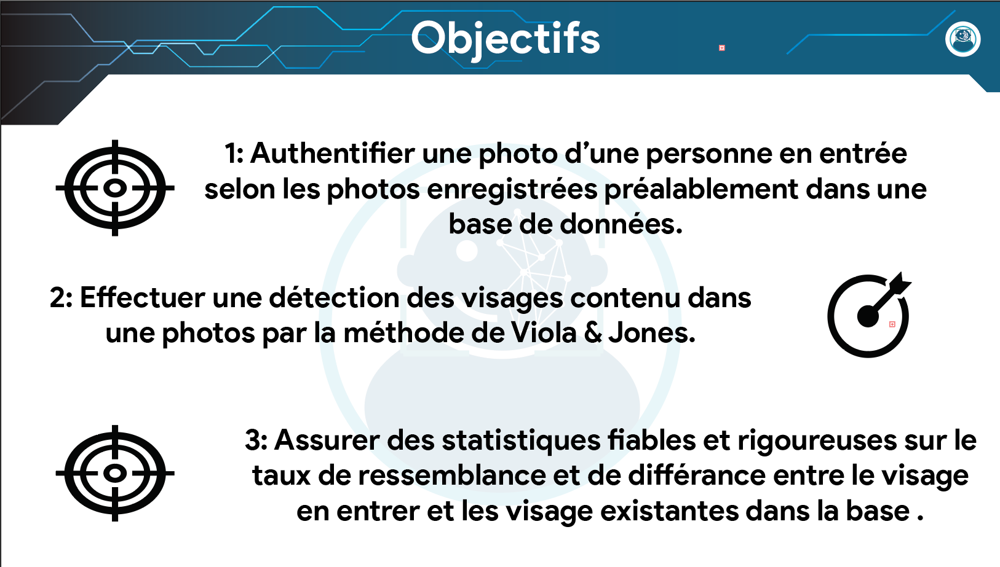 Objectifs
1: Authentifier une photo d’une personne en entrée
selon les photos enregistrées préalablement dans une
base de données.
2: Effectuer une détection des visages contenu dans
une photos par la méthode de Viola & Jones.
3: Assurer des statistiques fiables et rigoureuses sur le
taux de ressemblance et de différance entre le visage
en entrer et les visage existantes dans la base .